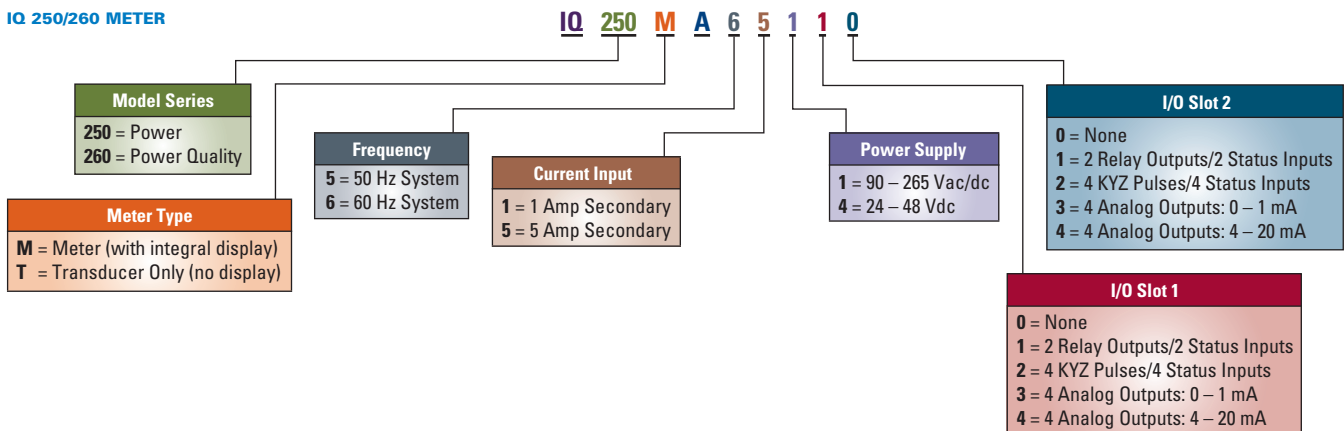 IQ 250/260 METER
IQ 250 M A 6 5 1 1 0
Model Series
250 = Power
260 = Power Quality
Meter Type
M = Meter (with integral display)
T = Transducer Only (no display)
Frequency
5 = 50 Hz System
6 = 60 Hz System
Current Input
1 = 1 Amp Secondary
5 = 5 Amp Secondary
Power Supply
1 = 90 – 265 Vac/dc
4 = 24 – 48 Vdc
I/O Slot 2
0 = None
1 = 2 Relay Outputs/2 Status Inputs
2 = 4 KYZ Pulses/4 Status Inputs
3 = 4 Analog Outputs: 0 – 1 mA
4 = 4 Analog Outputs: 4 – 20 mA
I/O Slot 1
0 = None
1 = 2 Relay Outputs/2 Status Inputs
2 = 4 KYZ Pulses/4 Status Inputs
3 = 4 Analog Outputs: 0 – 1 mA
4 = 4 Analog Outputs: 4 – 20 mA